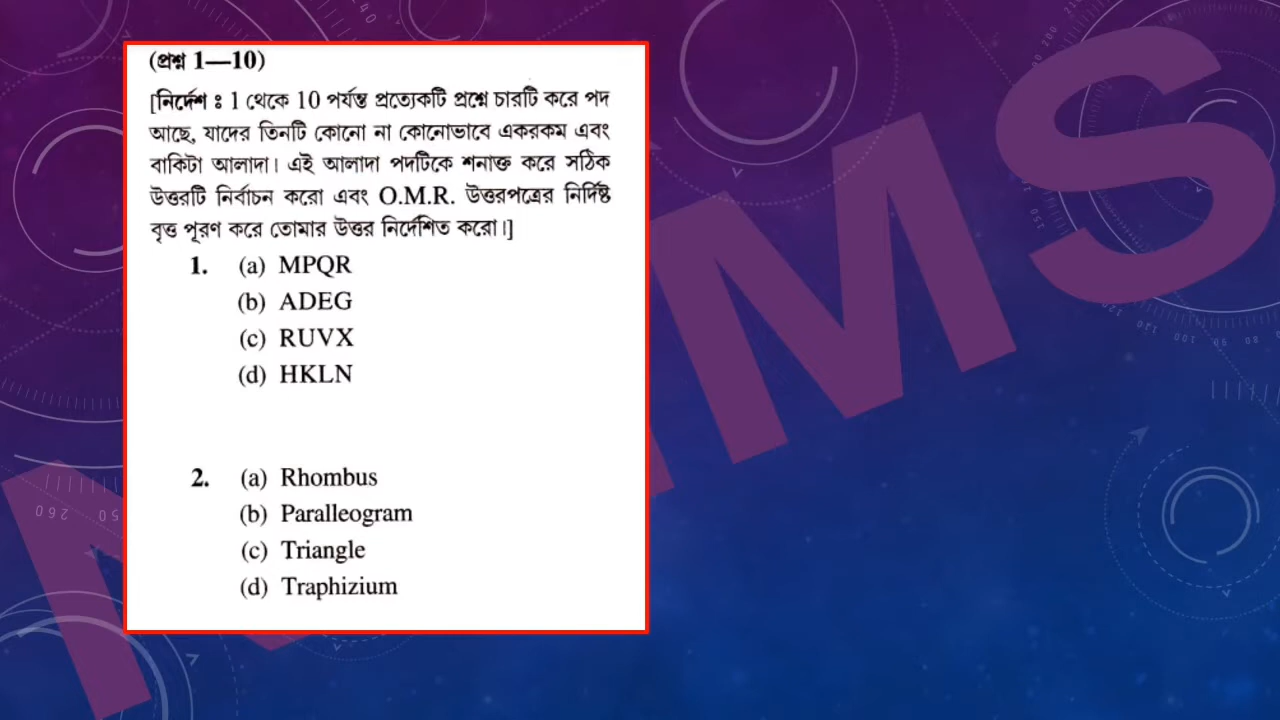 (প্রশ্ন 1—10)
[নির্দেশ ঃ 1 থেকে 10 পর্যন্ত প্রত্যেকটি প্রশ্নে চারটি করে পদ
আছে, যাদের তিনটি কোনো না কোনোভাবে একরকম এবং
বাকিটা আলাদা। এই আলাদা পদটিকে শনাক্ত করে সঠিক
উত্তরটি নির্বাচন করো এবং O.M.R. উত্তরপত্রের নির্দিষ্ট
বৃত্ত পূরণ করে তোমার উত্তর নির্দেশিত করো।]
1. (a) MPQR
(b) ADEG
(c) RUVX
(d) HKLN
2. (a) Rhombus
(b) Paralleogram
(c) Triangle
(d) Traphizium